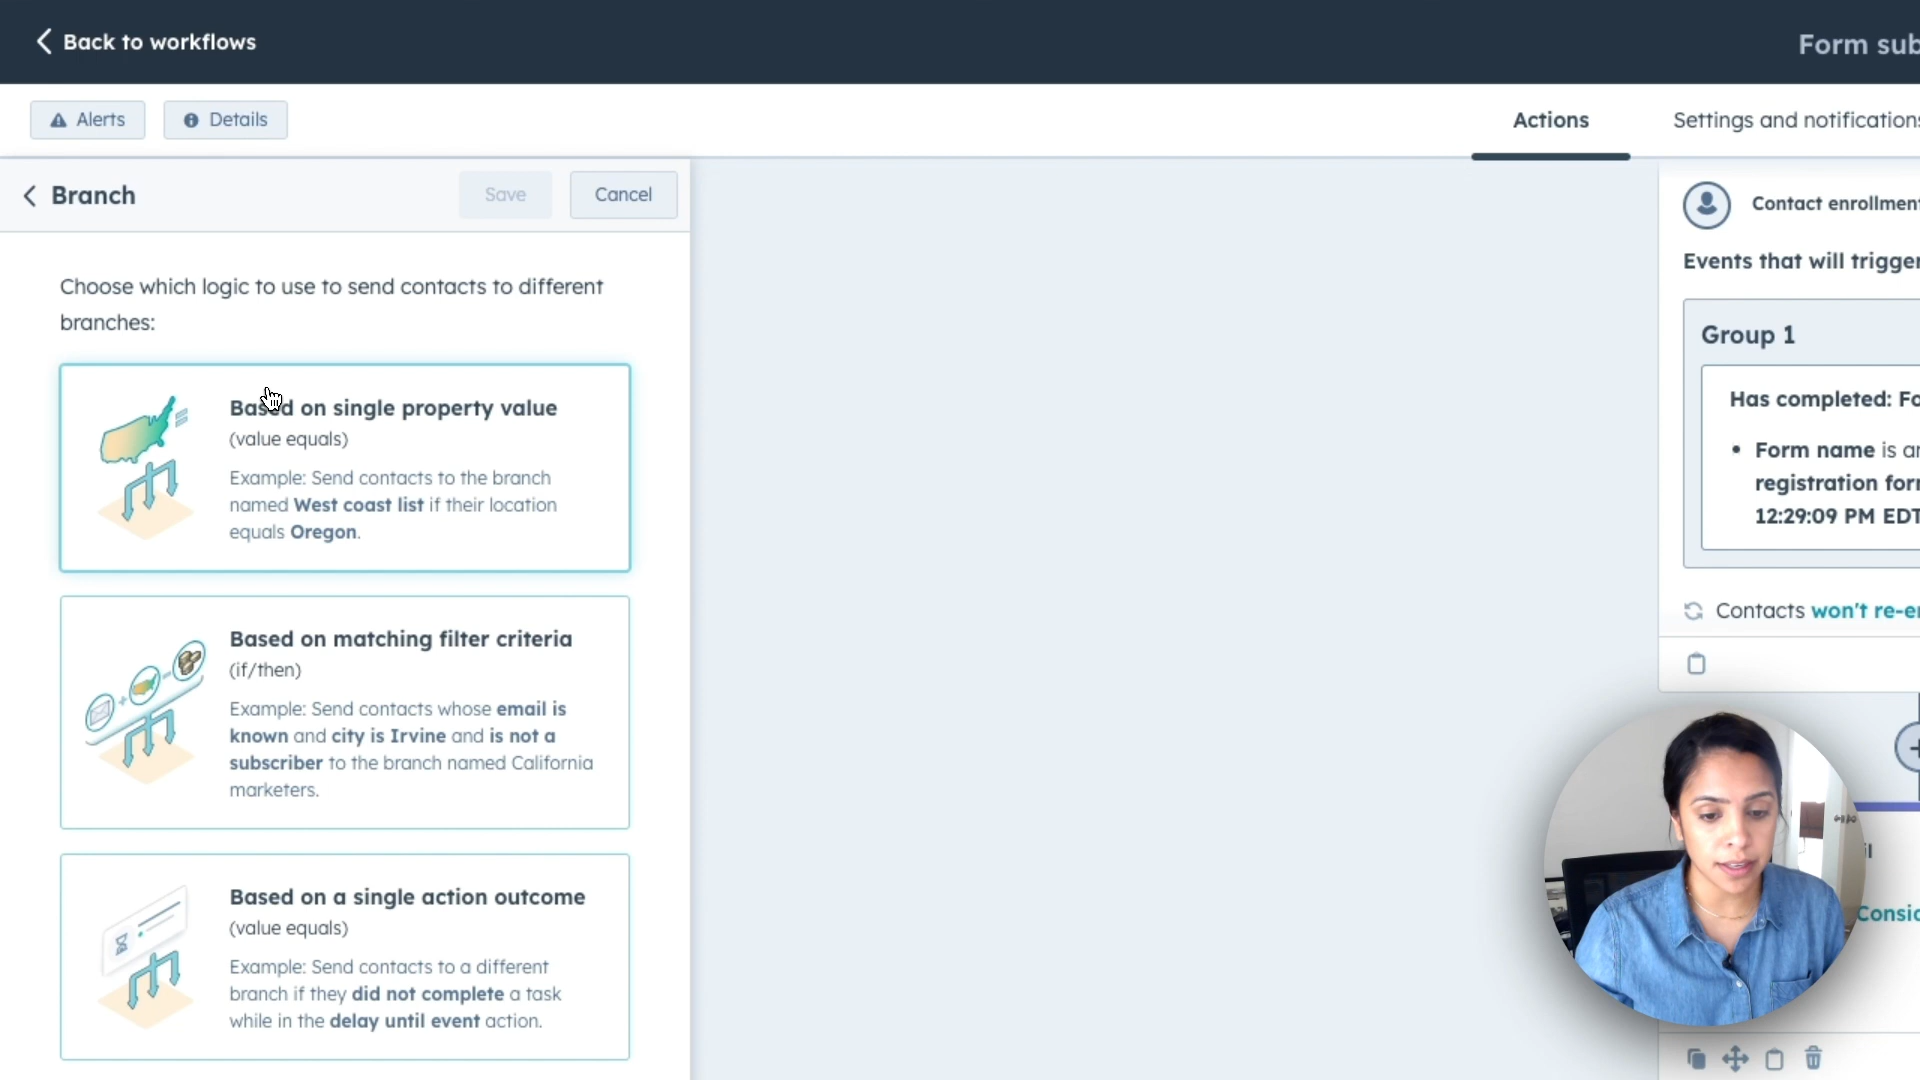 Back to workflows
Form sub
Alerts
Details
Actions
Settings and notifications
Branch
Save
Cancel
Choose which logic to use to send contacts to different
branches:
Based on single property value
(value equals)
Example: Send contacts to the branch
named West coast list if their location
equals Oregon.
Based on matching filter criteria
(if/then)
Example: Send contacts whose email is
known and city is Irvine and is not a
subscriber to the branch named California
marketers.
Based on a single action outcome
(value equals)
Example: Send contacts to a different
branch if they did not complete a task
while in the delay until event action.
Contact enrollment
Events that will trigger
Group 1
Has completed: Fo
Form name is an
registration form
12:29:09 PM EDT
Contacts won't re-e
Consid